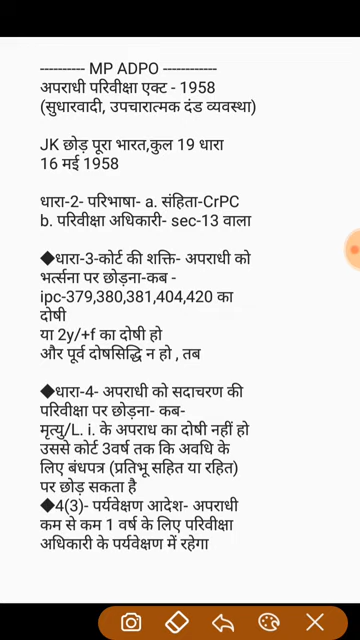 ---------- MP ADPO ------------
अपराधी परिवीक्षा एक्ट - 1958
(सुधारवादी, उपचारात्मक दंड व्यवस्था)
JK छोड़ पूरा भारत,कुल 19 धारा
16 मई 1958
धारा-2- परिभाषा- a. संहिता-CrPC
b. परिवीक्षा अधिकारी- sec-13 वाला
◆धारा-3-कोर्ट की शक्ति- अपराधी को
भर्त्सना पर छोड़ना-कब -
ipc-379,380,381,404,420 का
दोषी
या 2y/+f का दोषी हो
और पूर्व दोषसिद्धि न हो , तब
◆धारा-4- अपराधी को सदाचरण की
परिवीक्षा पर छोड़ना- कब-
मृत्यु/L. i. के अपराध का दोषी नहीं हो
उससे कोर्ट 3वर्ष तक कि अवधि के
लिए बंधपत्र (प्रतिभू सहित या रहित)
पर छोड़ सकता है
◆4(3)- पर्यवेक्षण आदेश- अपराधी
कम से कम 1 वर्ष के लिए परिवीक्षा
अधिकारी के पर्यवेक्षण में रहेगा